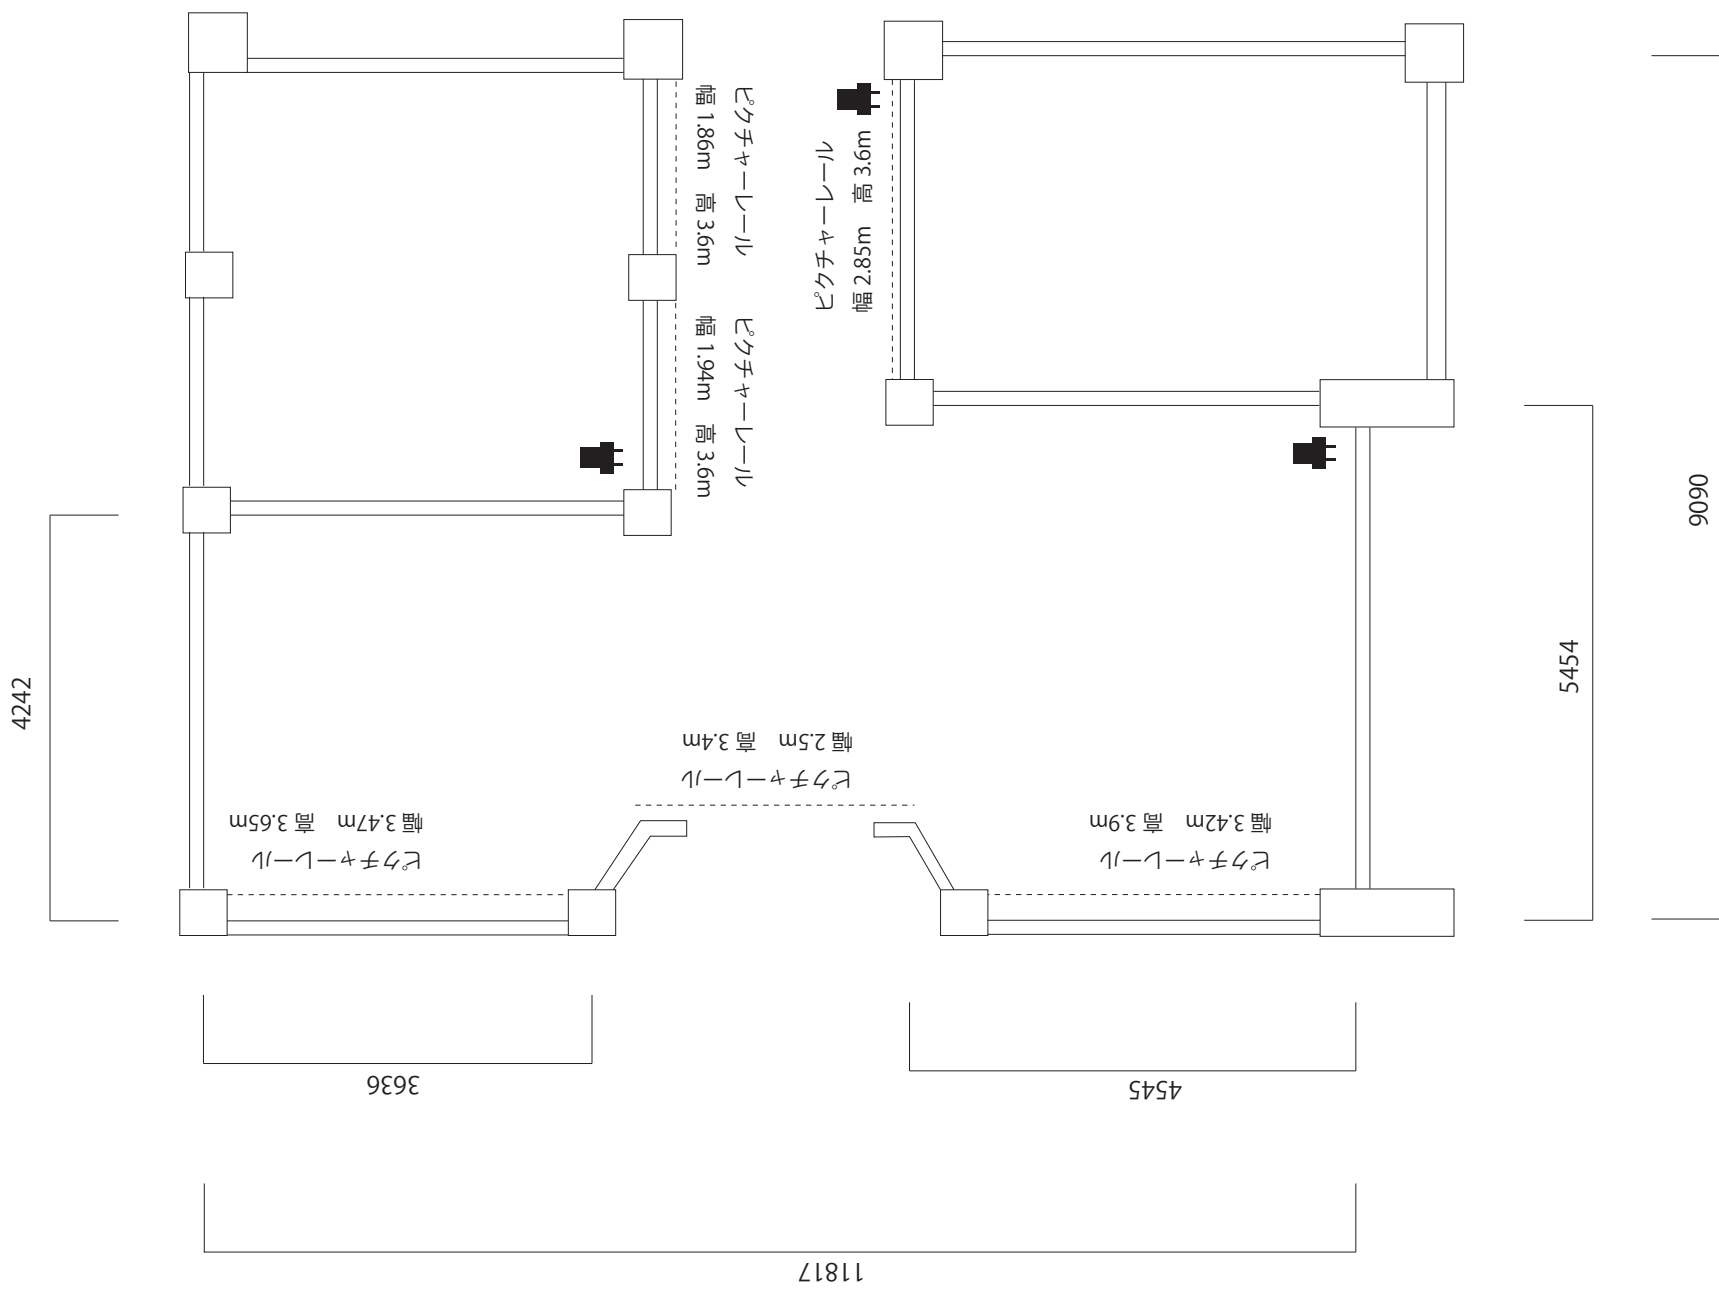 ピクチャーレール
幅 1.86m　高 3.6m
ピクチャーレール
幅 1.94m　高 3.6m
ピクチャーレール
幅 2.85m　高 3.6m
ピクチャーレール
幅 2.5m　高 3.4m
ピクチャーレール
幅 3.47m　高 3.65m
ピクチャーレール
幅 3.42m　高 3.9m
4242
5454
9090
3636
4545
11817